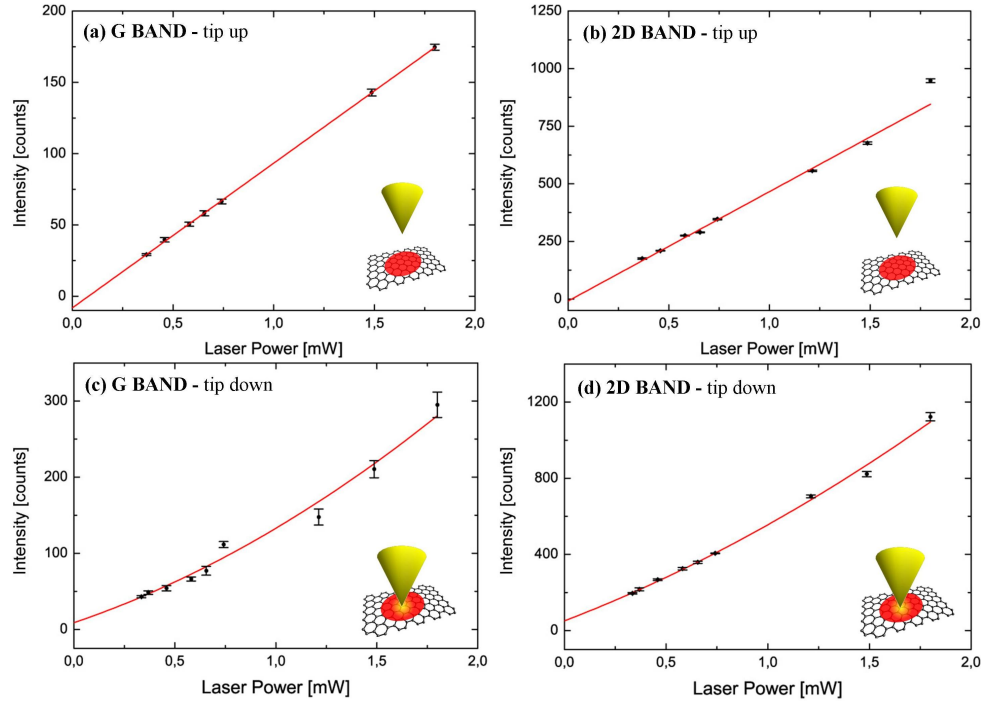 (a) G BAND - tip up
200
150
100
50
0
Intensity [counts]
0,0 0,5 1,0 1,5 2,0
Laser Power [mW]
(b) 2D BAND - tip up
1250
1000
750
500
250
0
Intensity [counts]
0,0 0,5 1,0 1,5 2,0
Laser Power [mW]
(c) G BAND - tip down
300
200
100
0
Intensity [counts]
0,0 0,5 1,0 1,5 2,0
Laser Power [mW]
(d) 2D BAND - tip down
1200
800
400
0
Intensity [counts]
0,0 0,5 1,0 1,5 2,0
Laser Power [mW]